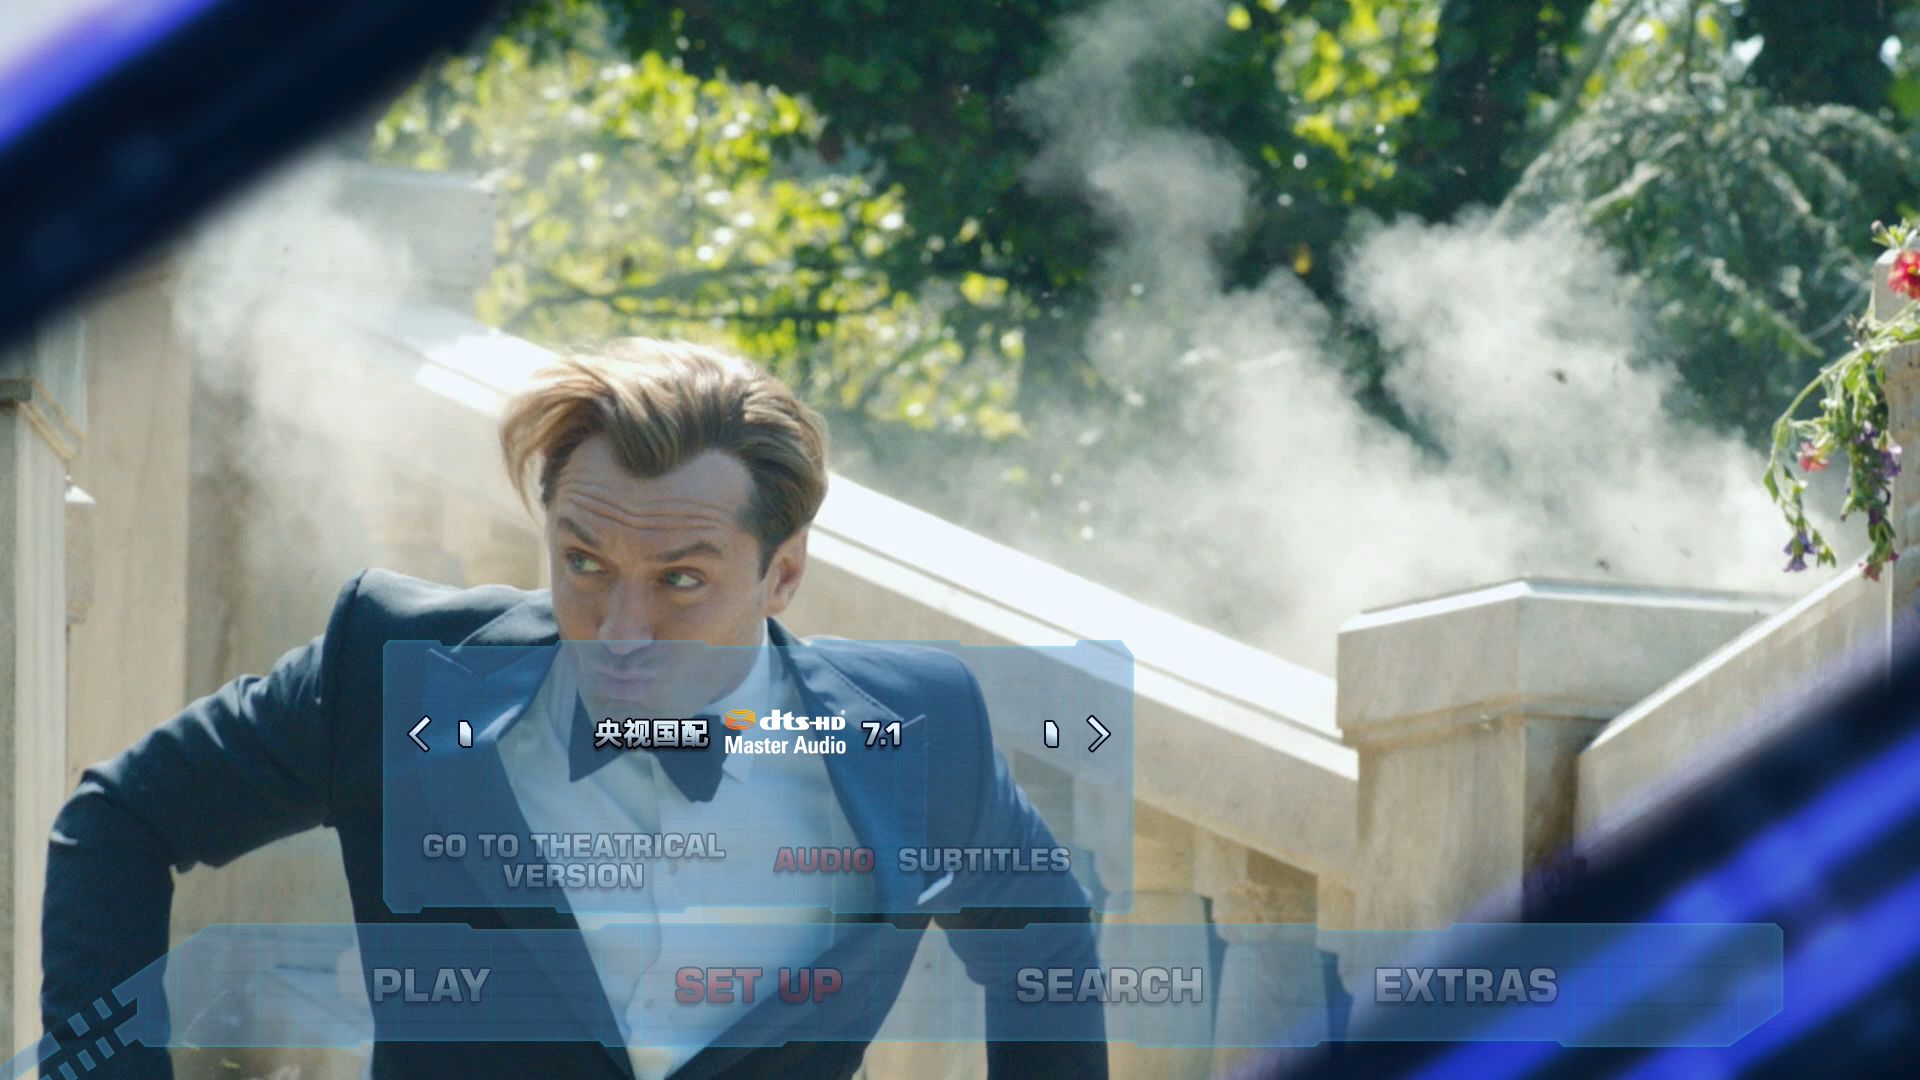 央视国配 dts-HD® Master Audio 7.1
GO TO THEATRICAL
VERSION
AUDIO SUBTITLES
PLAY SET UP SEARCH EXTRAS